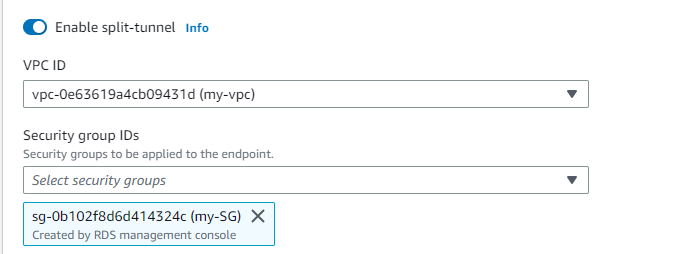 Enable split-tunnel Info
VPC ID
vpc-0e63619a4cb09431d (my-vpc)
Security group IDs
Security groups to be applied to the endpoint.
Select security groups
sg-0b102f8d6d414324c (my-SG)
Created by RDS management console